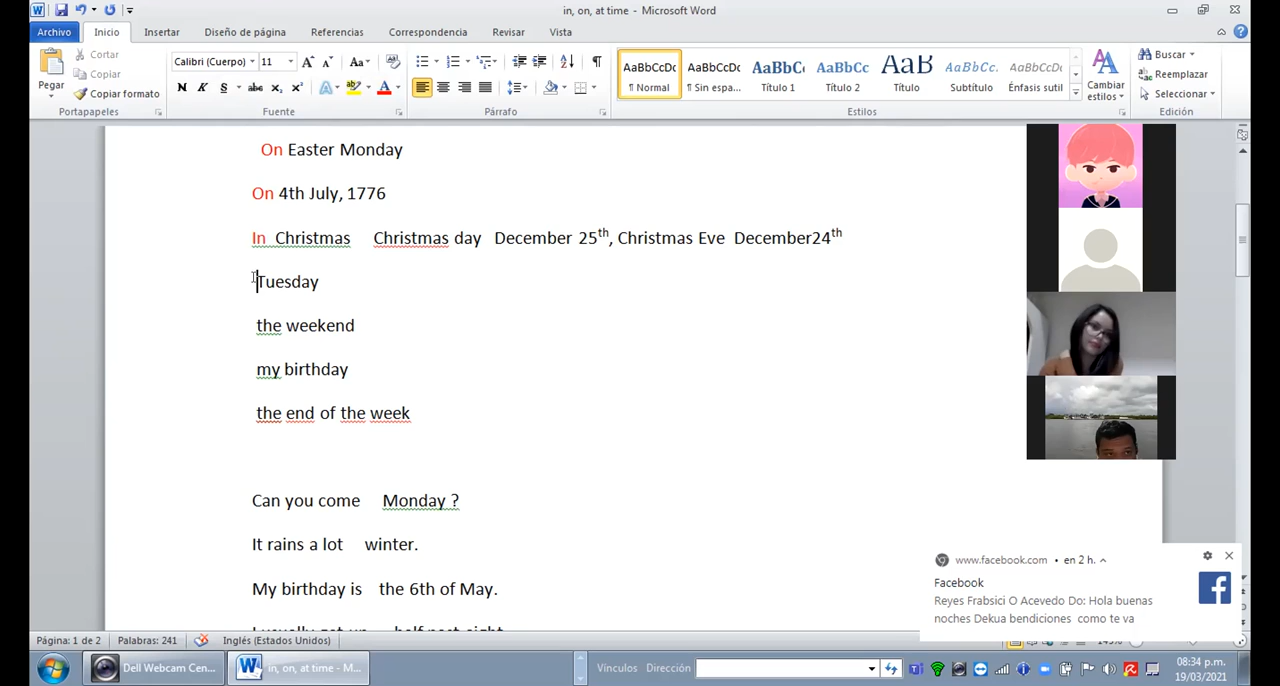 in, on, at time - Microsoft Word
Archivo Inicio Insertar Diseño de página Referencias Correspondencia Revisar Vista
Pegar
Cortar
Copiar
Copiar formato
Portapapeles
Calibri (Cuerpo) 11
Fuente
Párrafo
AaBbCcDc AaBbCcDc AaBbC AaBbCc AaB AaBbCc. AaBbCcDc
¶ Normal ¶ Sin espa... Título 1 Título 2 Título Subtítulo Énfasis sutil
Cambiar estilos
Estilos
Buscar
Reemplazar
Seleccionar
Edición
On Easter Monday
On 4th July, 1776
In Christmas Christmas day December 25th, Christmas Eve December24th
Tuesday
the weekend
my birthday
the end of the week
Can you come Monday ?
It rains a lot winter.
My birthday is the 6th of May.
I usually get up half past eight
www.facebook.com • en 2 h.
Facebook
Reyes Frabsici O Acevedo Do: Hola buenas
noches Dekua bendiciones como te va
Página: 1 de 2 Palabras: 241 Inglés (Estados Unidos)
Dell Webcam Cen... in, on, at time - M... Vínculos Dirección
08:34 p.m.
19/03/2021